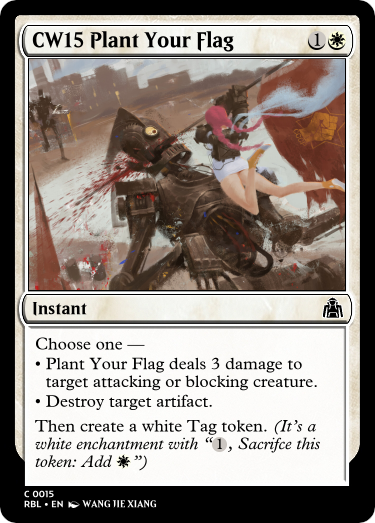 CW15 Plant Your Flag 1
Instant
Choose one —
• Plant Your Flag deals 3 damage to
target attacking or blocking creature.
• Destroy target artifact.
Then create a white Tag token. (It's a
white enchantment with “1, Sacrifce this
token: Add ”)
C 0015
RBL • EN WANG JIE XIANG